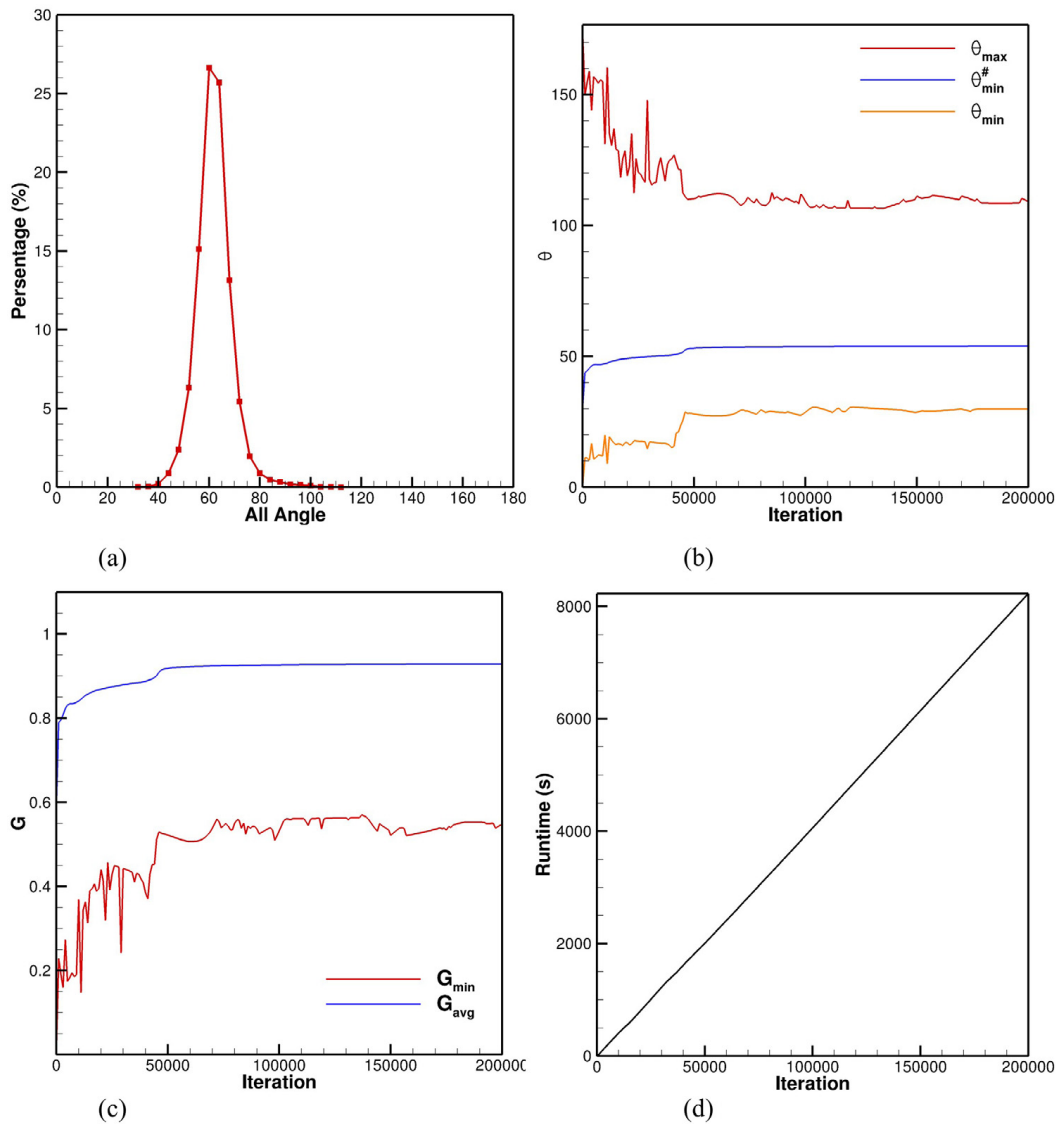 30
25
20
15
10
5
0
Persentage (%)
0 20 40 60 80 100 120 140 160 180
All Angle
(a)
150
100
50
0
θ
θmax
θ#min
θmin
0 50000 100000 150000 200000
Iteration
(b)
1
0.8
0.6
0.4
0.2
G
Gmin
Gavg
0 50000 100000 150000 200000
Iteration
(c)
8000
6000
4000
2000
0
Runtime (s)
0 50000 100000 150000 200000
Iteration
(d)